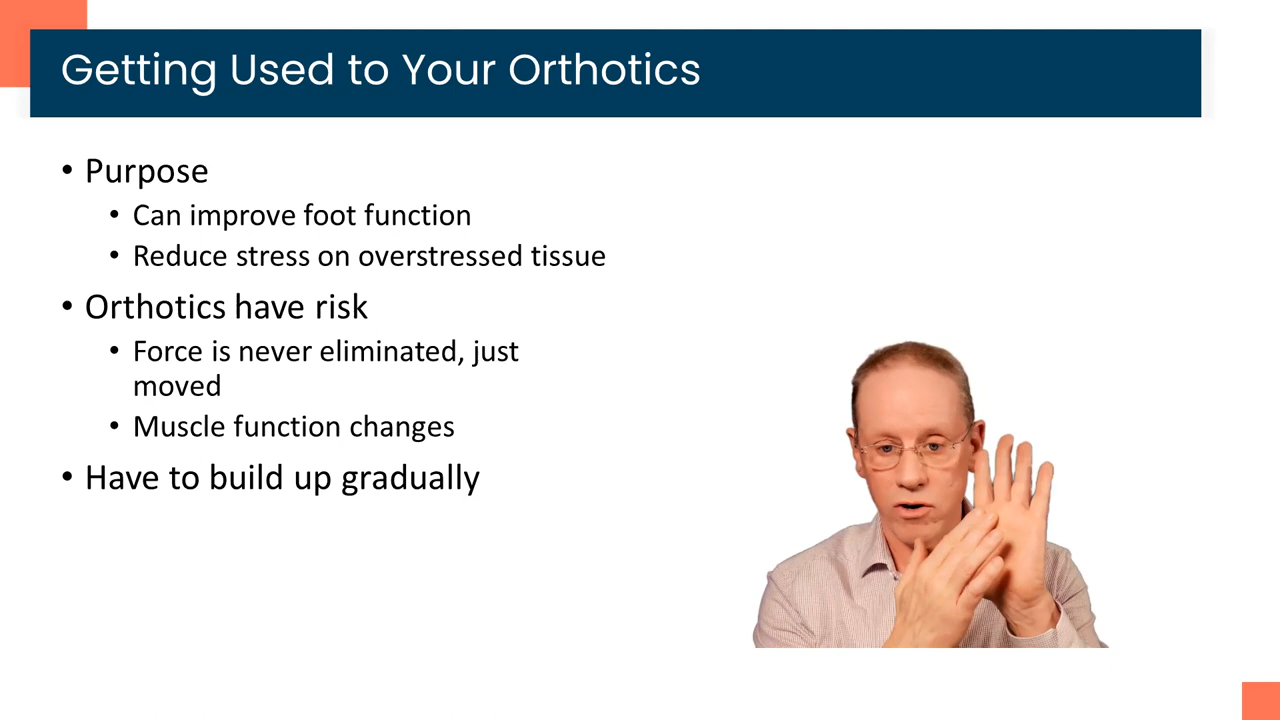 Getting Used to Your Orthotics
• Purpose
• Can improve foot function
• Reduce stress on overstressed tissue
• Orthotics have risk
• Force is never eliminated, just
moved
• Muscle function changes
• Have to build up gradually